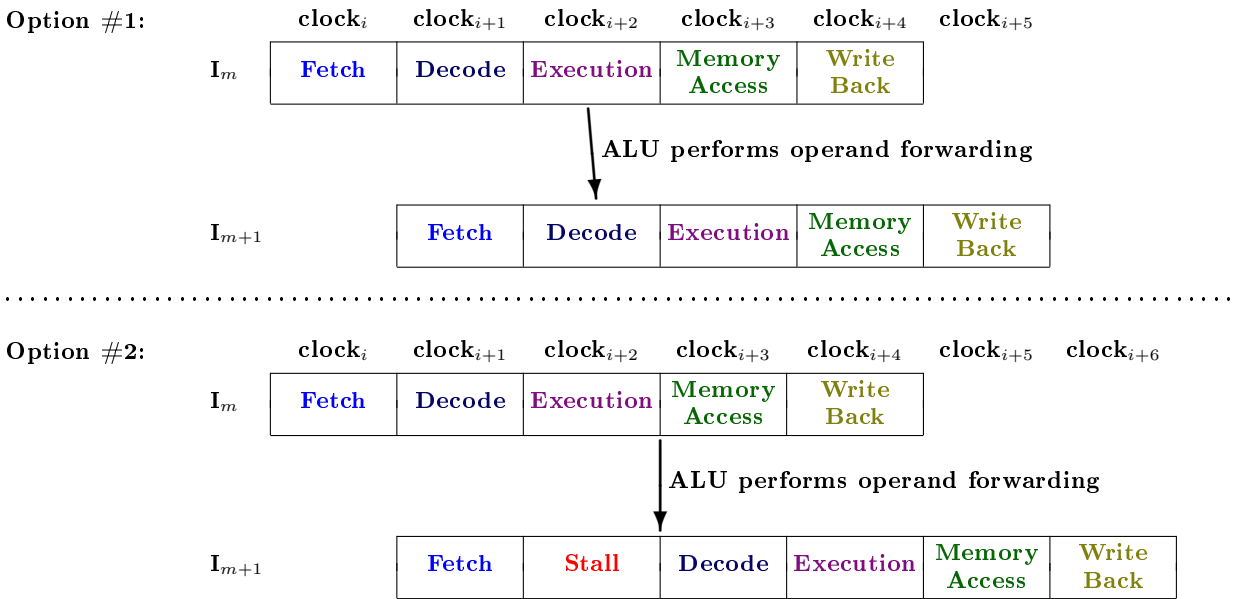 Option #1: clock_i clock_{i+1} clock_{i+2} clock_{i+3} clock_{i+4} clock_{i+5}
I_m Fetch Decode Execution Memory Access Write Back
ALU performs operand forwarding
I_{m+1} Fetch Decode Execution Memory Access Write Back
Option #2: clock_i clock_{i+1} clock_{i+2} clock_{i+3} clock_{i+4} clock_{i+5} clock_{i+6}
I_m Fetch Decode Execution Memory Access Write Back
ALU performs operand forwarding
I_{m+1} Fetch Stall Decode Execution Memory Access Write Back